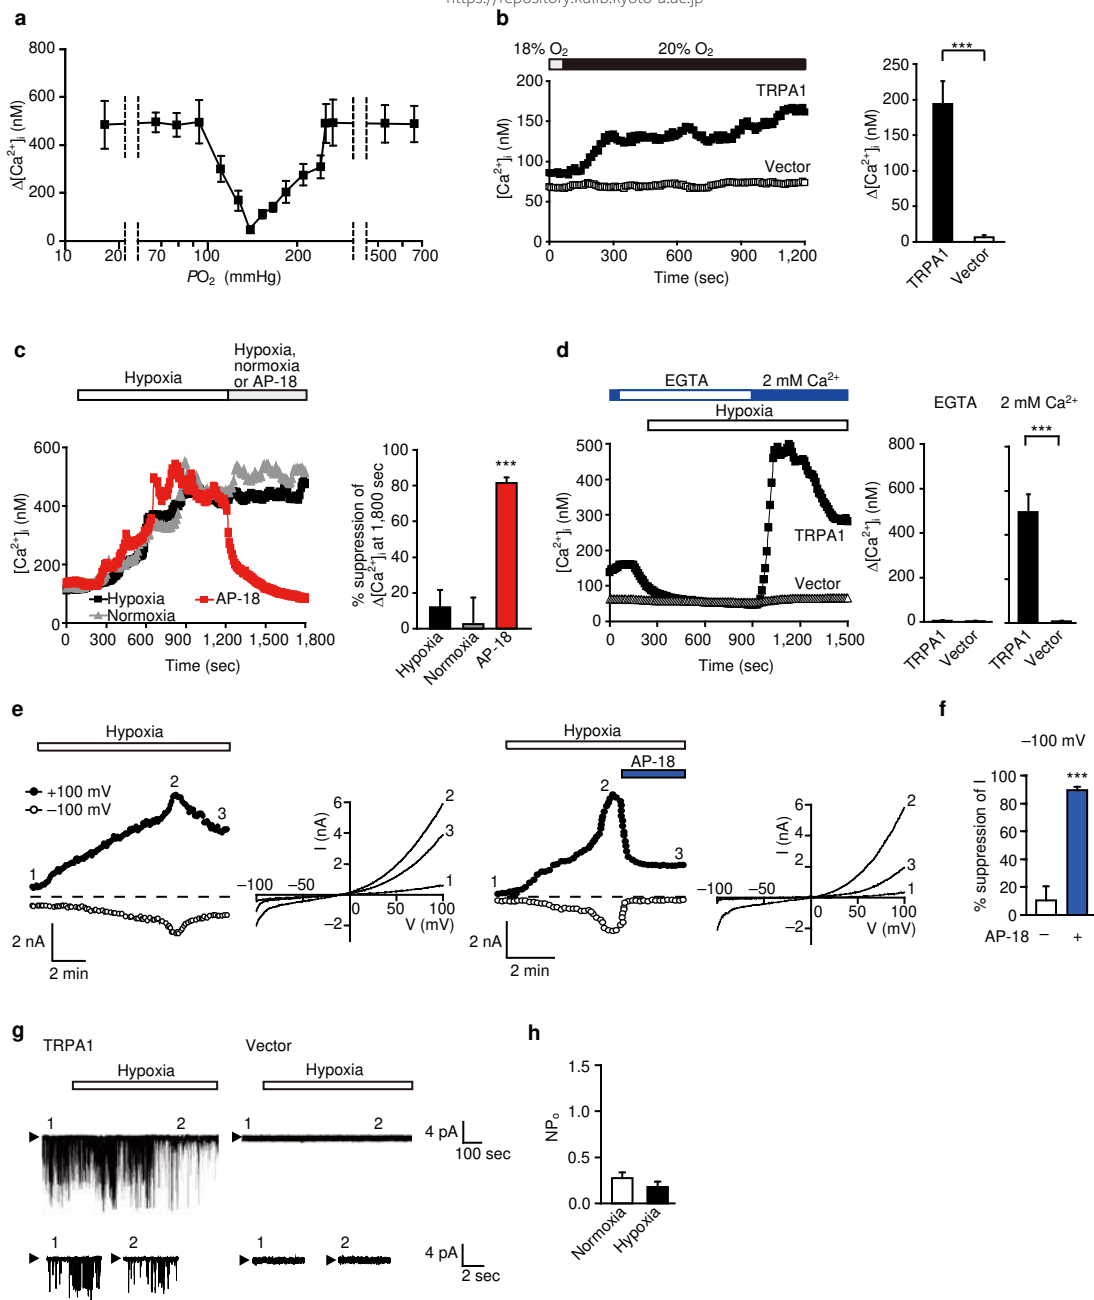 https://repository.kulib.kyoto-u.ac.jp
a
800
600
400
200
0
Δ[Ca²⁺]ᵢ (nM)
10
20
70
100
200
500
700
PO₂ (mmHg)
b
18% O₂
20% O₂
200
150
100
50
0
[Ca²⁺]ᵢ (nM)
TRPA1
Vector
0
300
600
900
1,200
Time (sec)
***
250
200
150
100
50
0
Δ[Ca²⁺]ᵢ (nM)
TRPA1
Vector
c
Hypoxia
Hypoxia,
normoxia
or AP-18
600
400
200
0
[Ca²⁺]ᵢ (nM)
Hypoxia
AP-18
Normoxia
0
300
600
900
1,200
1,500
1,800
Time (sec)
100
80
60
40
20
0
% suppression of
Δ[Ca²⁺]ᵢ at 1,800 sec
***
Hypoxia
Normoxia
AP-18
d
EGTA
2 mM Ca²⁺
Hypoxia
500
400
300
200
150
100
50
0
[Ca²⁺]ᵢ (nM)
TRPA1
Vector
0
300
600
900
1,200
1,500
Time (sec)
EGTA
2 mM Ca²⁺
***
800
600
400
200
0
Δ[Ca²⁺]ᵢ (nM)
TRPA1
Vector
TRPA1
Vector
e
Hypoxia
+100 mV
−100 mV
1
2
3
2 nA
2 min
6
4
2
−2
I (nA)
−100
−50
0
50
100
V (mV)
2
3
1
Hypoxia
AP-18
1
2
3
2 nA
2 min
6
4
2
−2
I (nA)
−100
−50
0
50
100
V (mV)
2
3
1
f
−100 mV
100
80
60
40
20
0
% suppression of I
***
AP-18
−
+
g
TRPA1
Vector
Hypoxia
Hypoxia
1
2
1
2
4 pA
100 sec
1
2
1
2
4 pA
2 sec
h
1.5
1.0
0.5
0.0
NPₒ
Normoxia
Hypoxia